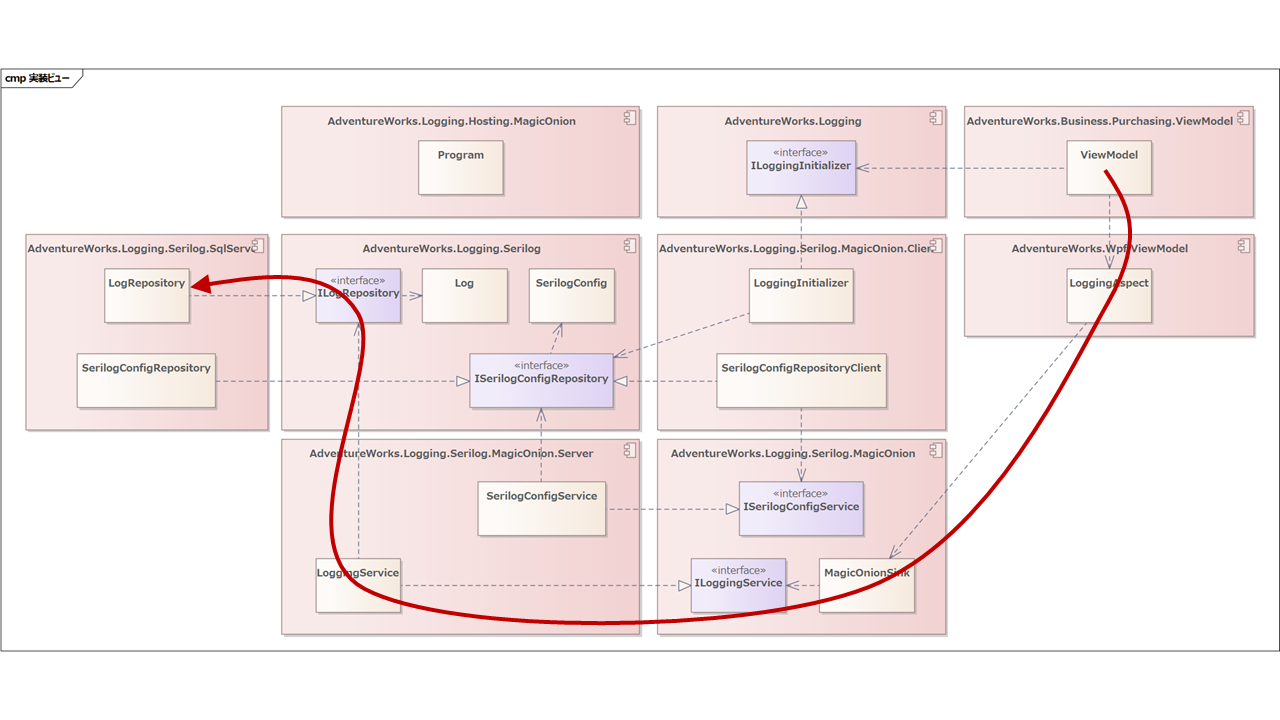 cmp 実装ビュー
AdventureWorks.Logging.Hosting.MagicOnion
Program
AdventureWorks.Logging
«interface»
ILoggingInitializer
AdventureWorks.Business.Purchasing.ViewModel
ViewModel
AdventureWorks.Logging.Serilog.SqlServ
LogRepository
SerilogConfigRepository
AdventureWorks.Logging.Serilog
«interface»
ILogRepository
Log
SerilogConfig
«interface»
ISerilogConfigRepository
AdventureWorks.Logging.Serilog.MagicOnion.Clien
LoggingInitializer
SerilogConfigRepositoryClient
AdventureWorks.Wpf.ViewModel
LoggingAspect
AdventureWorks.Logging.Serilog.MagicOnion.Server
SerilogConfigService
LoggingService
AdventureWorks.Logging.Serilog.MagicOnion
«interface»
ISerilogConfigService
«interface»
ILoggingService
MagicOnionSink